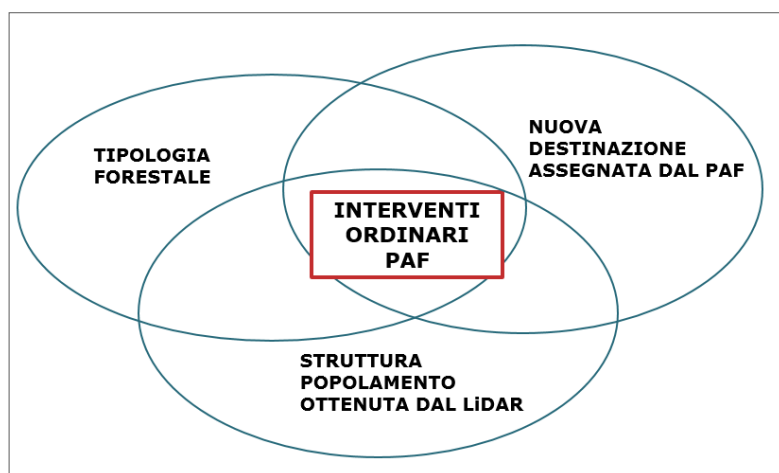 TIPOLOGIA
FORESTALE
NUOVA
DESTINAZIONE
ASSEGNATA DAL PAF
INTERVENTI
ORDINARI
PAF
STRUTTURA
POPOLAMENTO
OTTENUTA DAL LiDAR